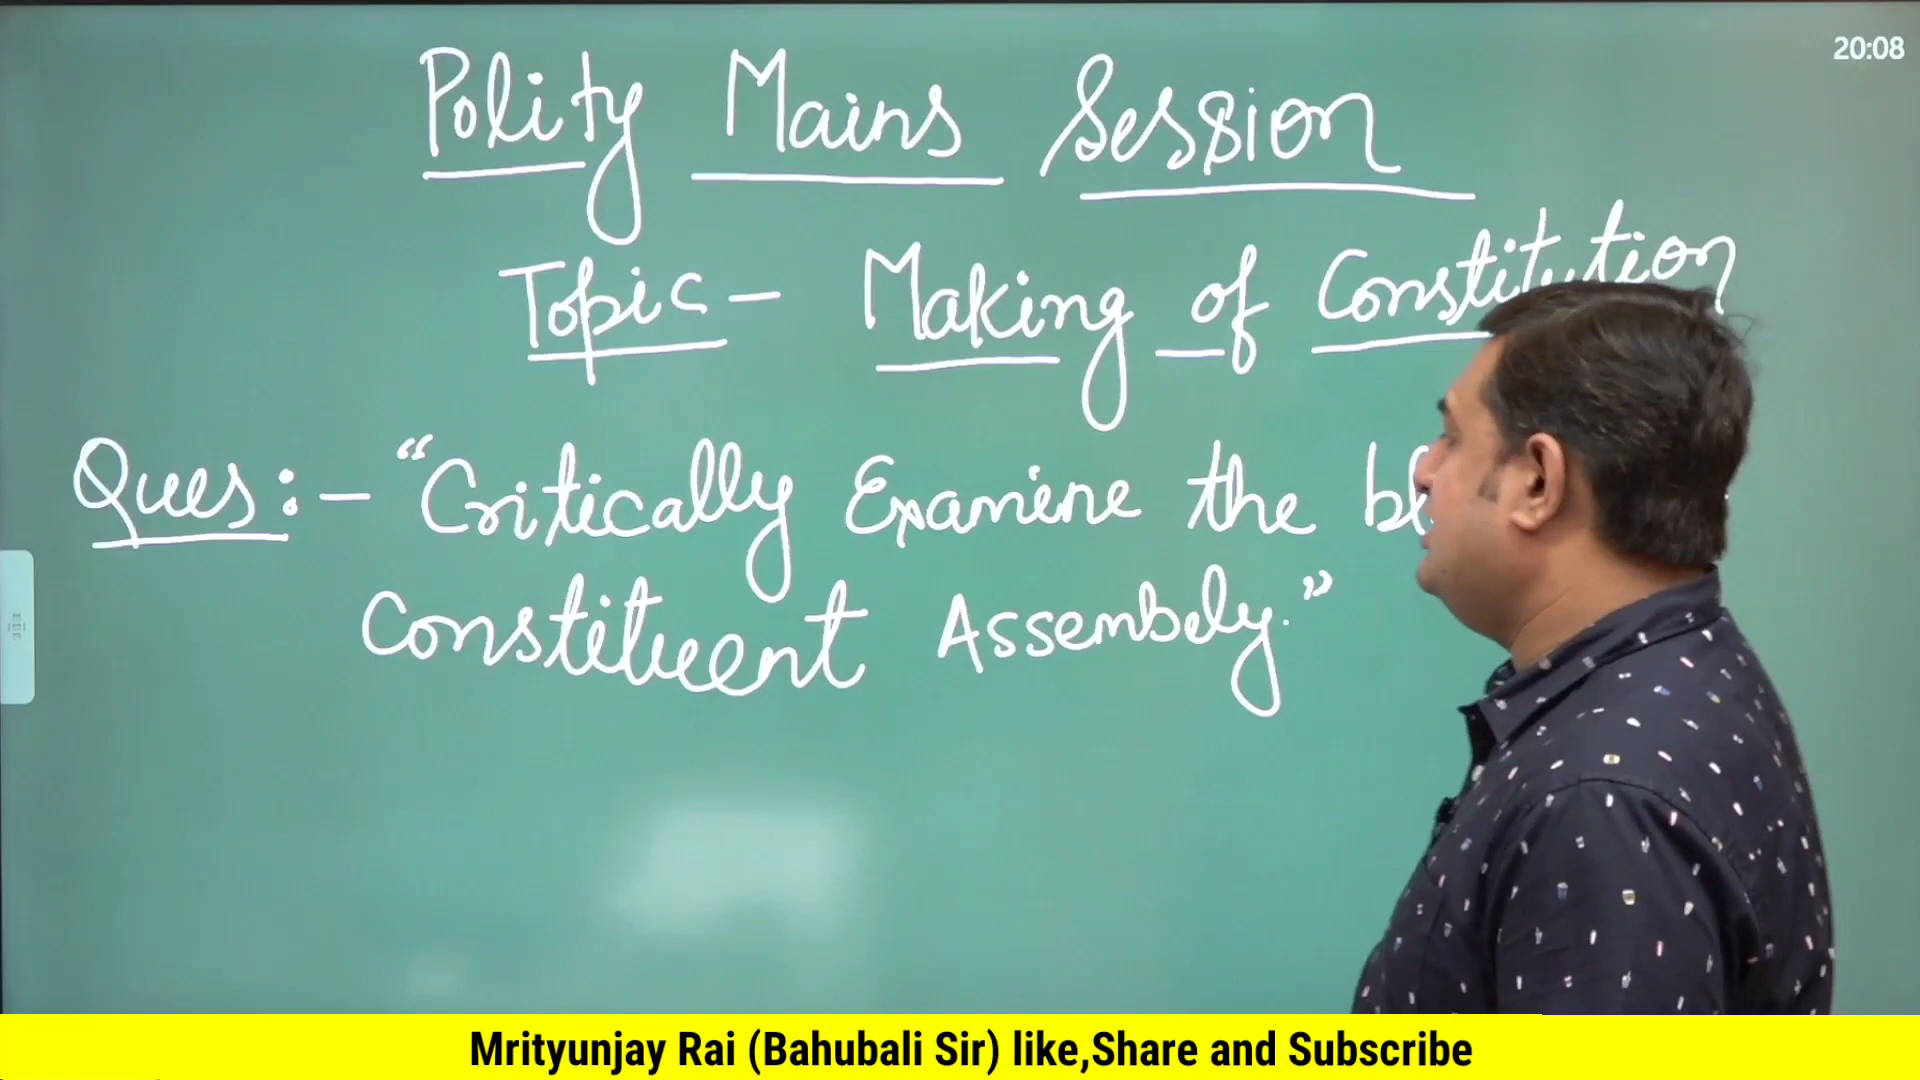 20:08
Polity Mains Session
Topic - Making of Constitution
Ques :- "Critically Examine the
Constituent Assembely."
Mrityunjay Rai (Bahubali Sir) like,Share and Subscribe